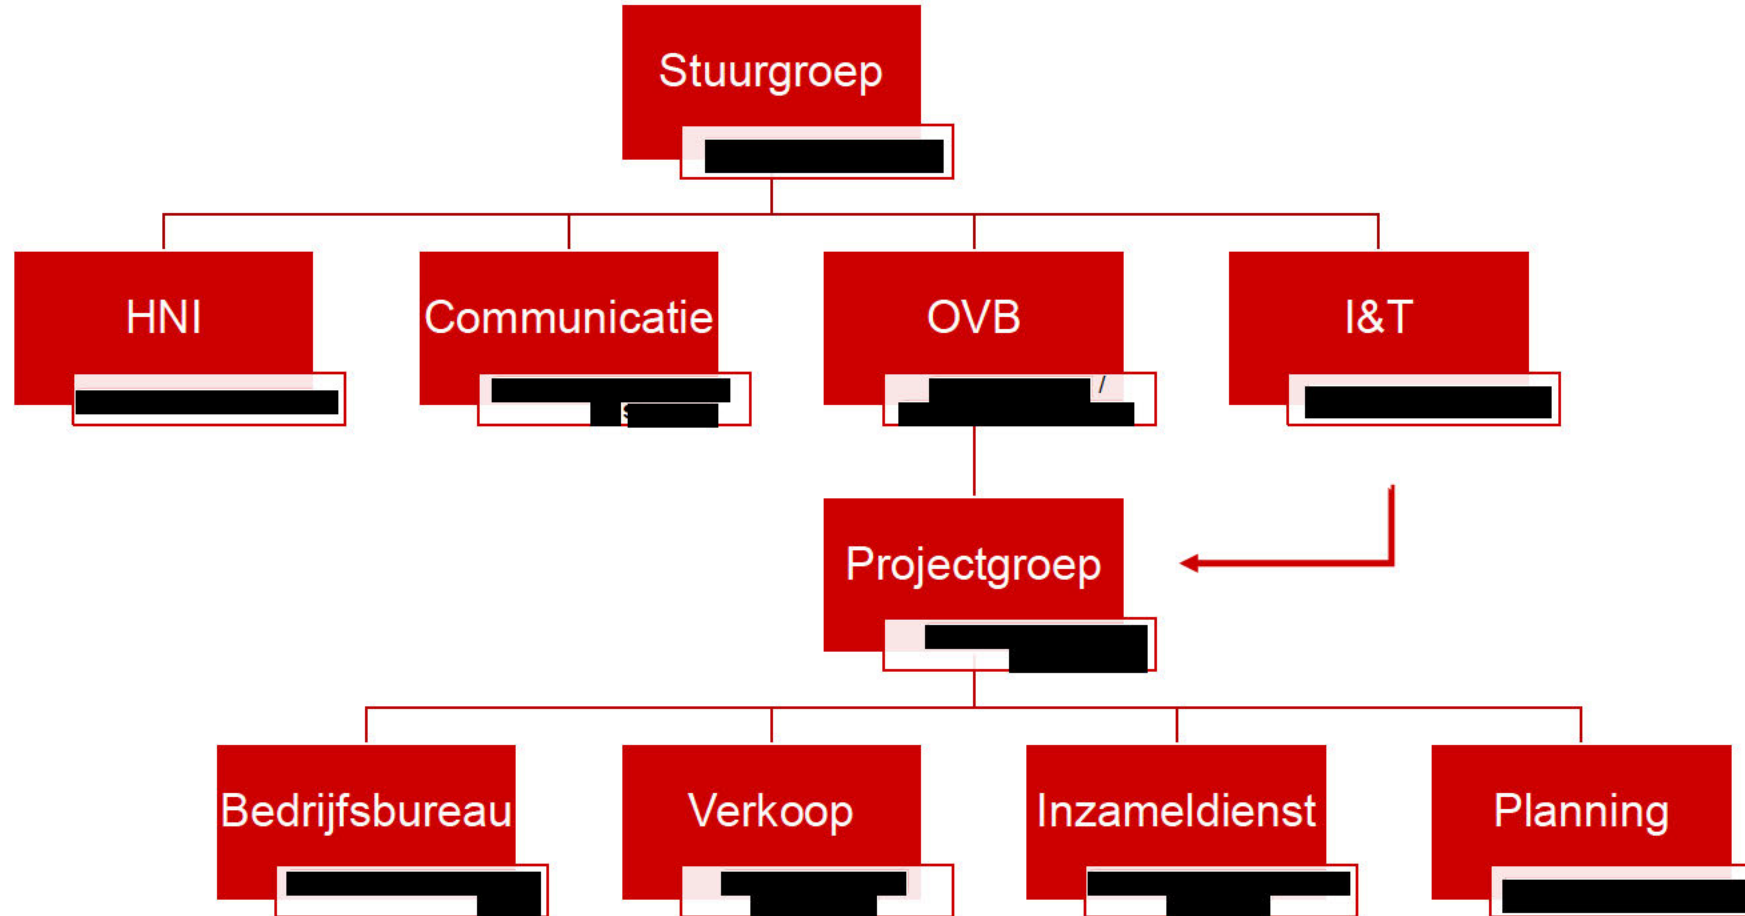 Stuurgroep
HNI
Communicatie
OVB
I&T
/
Projectgroep
Bedrijfsbureau
Verkoop
Inzameldienst
Planning